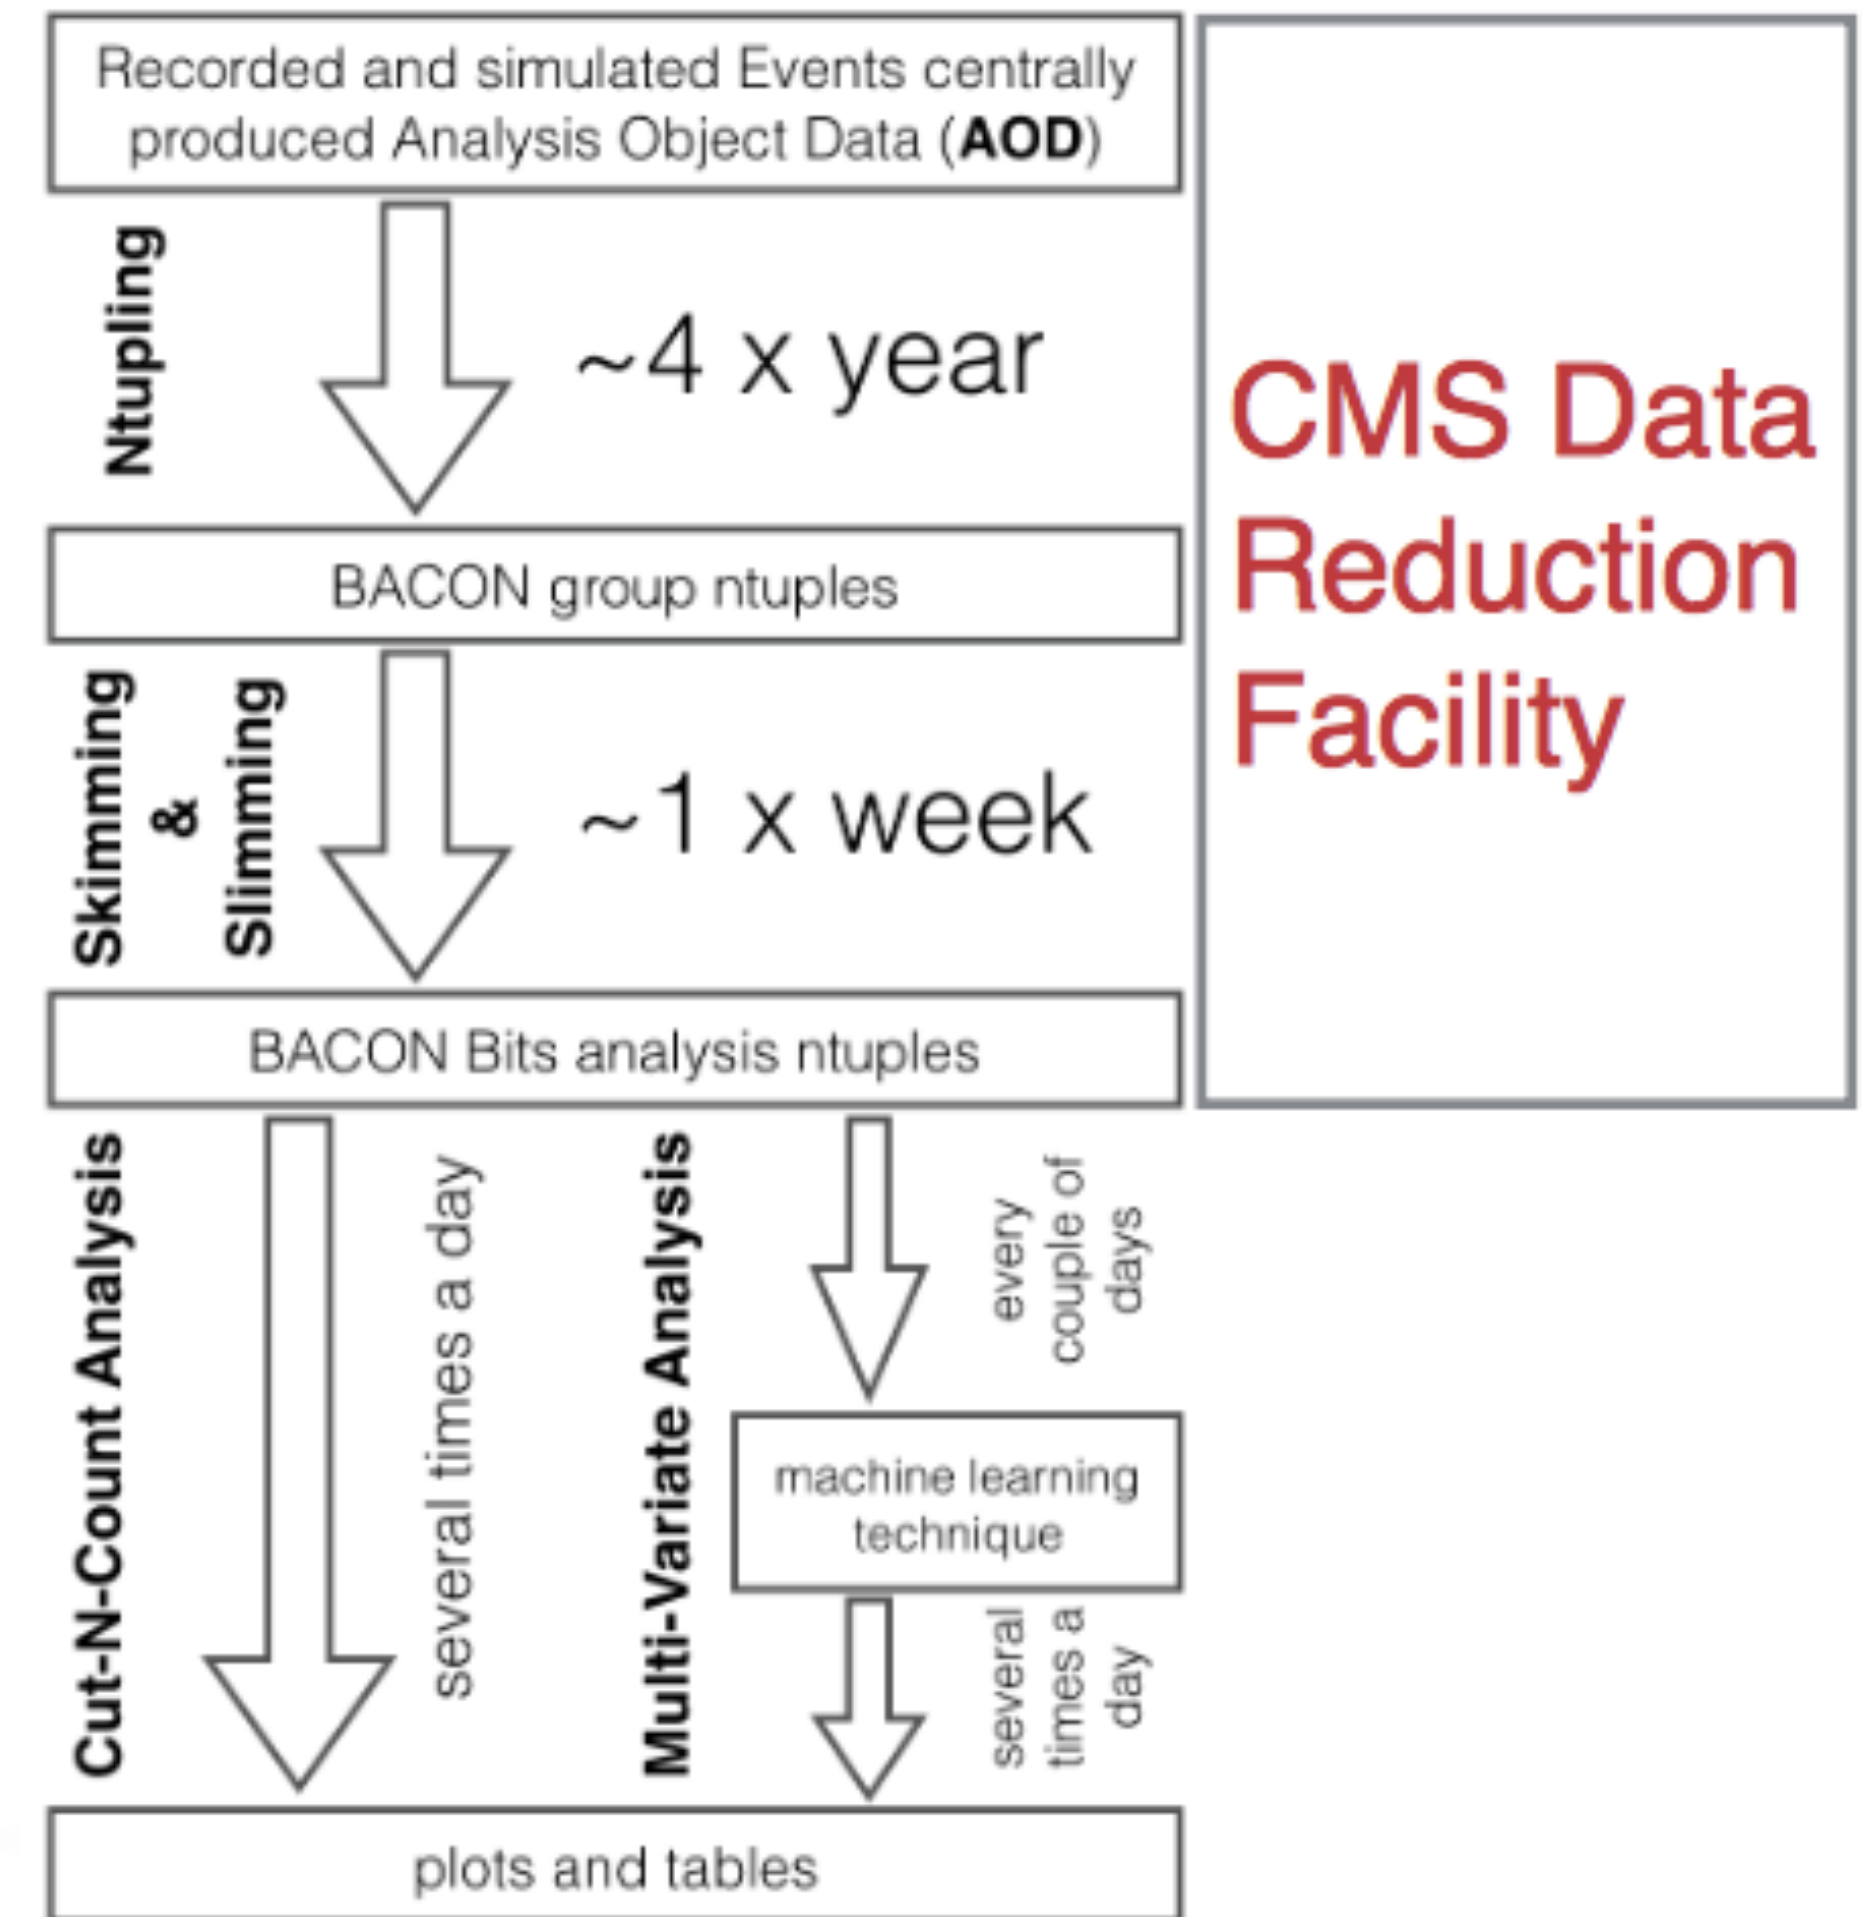 Recorded and simulated Events centrally
produced Analysis Object Data (AOD)
Ntupling
~4 x year
BACON group ntuples
Skimming
&
Slimming
~1 x week
BACON Bits analysis ntuples
CMS Data
Reduction
Facility
Cut-N-Count Analysis
several times a day
Multi-Variate Analysis
every
couple of
days
machine learning
technique
several
times a
day
plots and tables